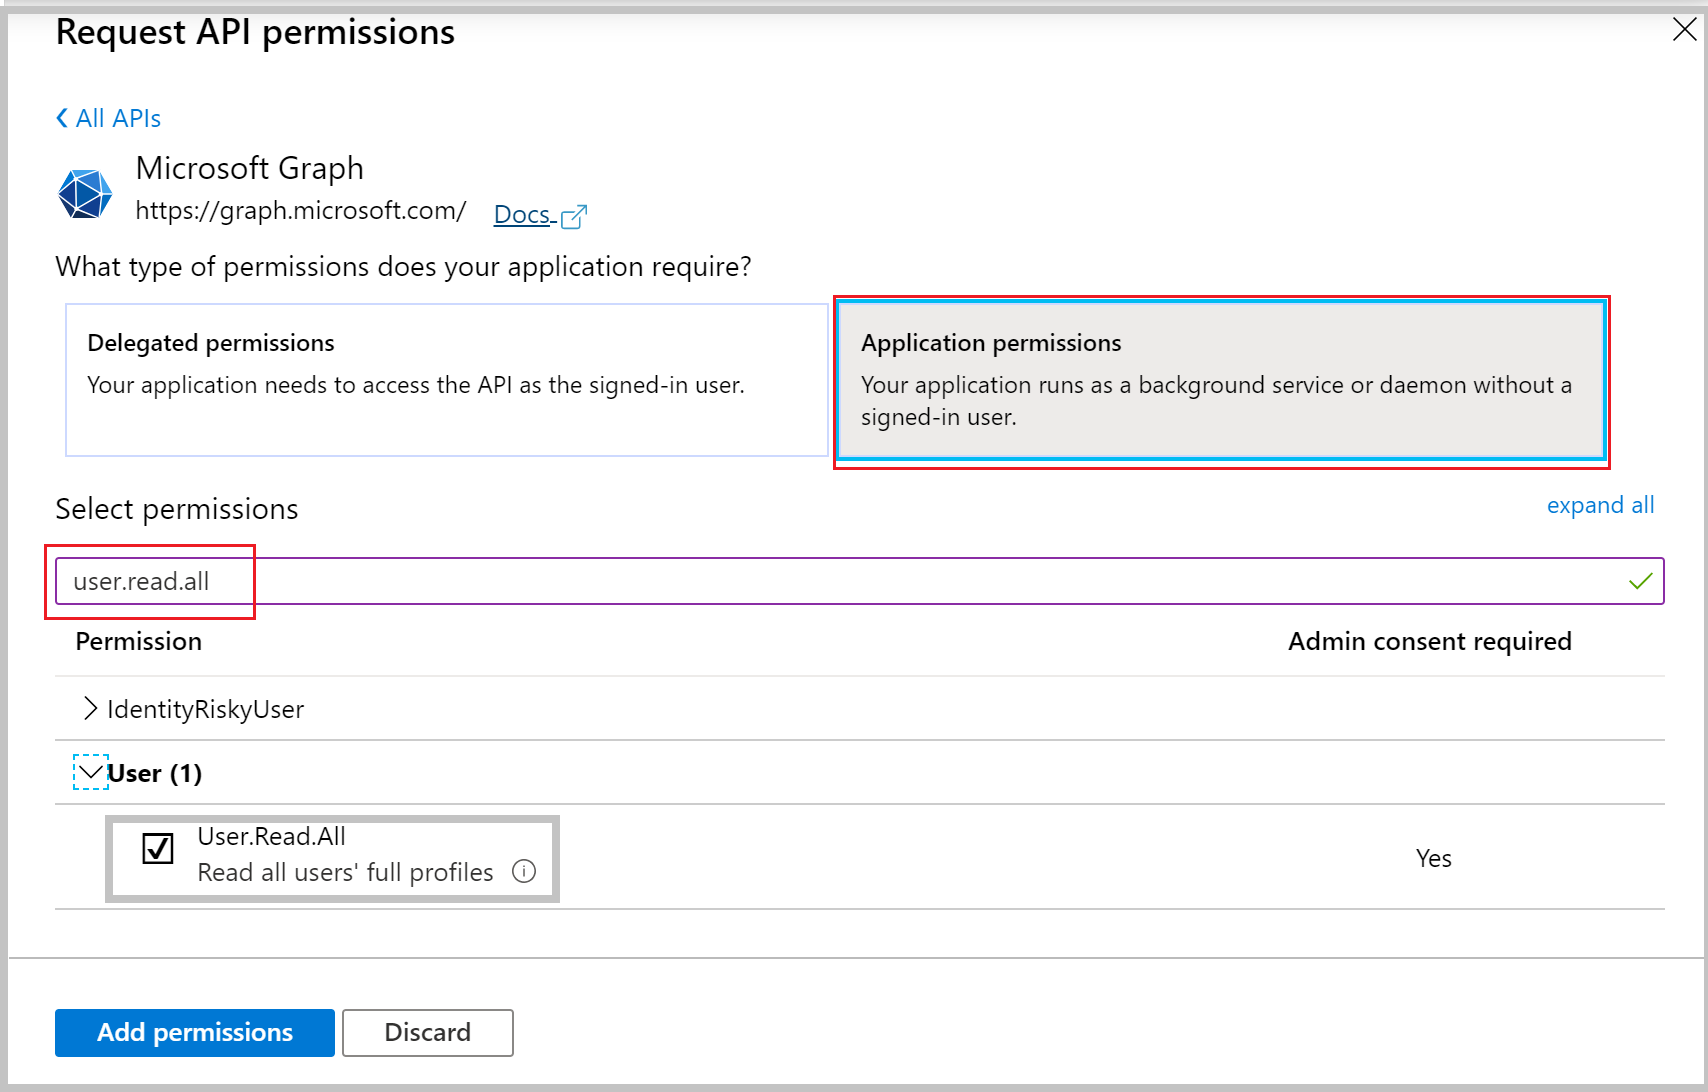 Request API permissions
All APIs
Microsoft Graph
https://graph.microsoft.com/ Docs
What type of permissions does your application require?
Delegated permissions
Your application needs to access the API as the signed-in user.
Application permissions
Your application runs as a background service or daemon without a
signed-in user.
Select permissions
expand all
user.read.all
Permission Admin consent required
IdentityRiskyUser
User (1)
User.Read.All
Read all users' full profiles
Yes
Add permissions Discard